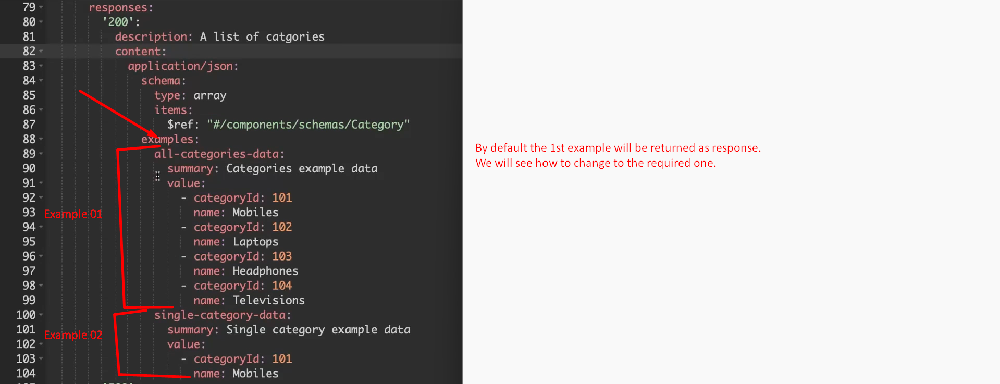 79 responses:
80 '200':
81 description: A list of catgories
82 content:
83 application/json:
84 schema:
85 type: array
86 items:
87 $ref: "#/components/schemas/Category"
88 examples:
89 all-categories-data:
90 summary: Categories example data
91 value:
92 - categoryId: 101
93 name: Mobiles
94 - categoryId: 102
95 name: Laptops
96 - categoryId: 103
97 name: Headphones
98 - categoryId: 104
99 name: Televisions
100 single-category-data:
101 summary: Single category example data
102 value:
103 - categoryId: 101
104 name: Mobiles
Example 01
Example 02
By default the 1st example will be returned as response.
We will see how to change to the required one.